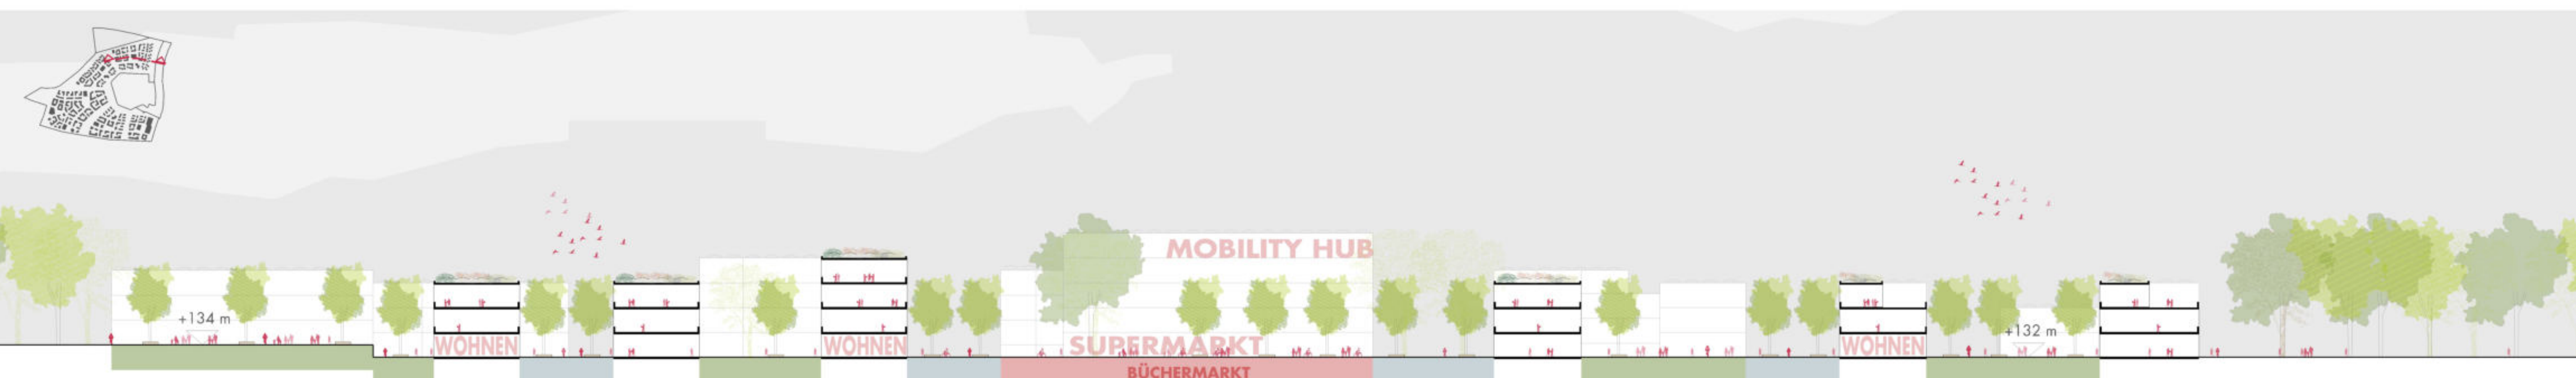 MOBILITY HUB
+134 m
+132 m
WOHNEN
WOHNEN
SUPERMARKT
WOHNEN
BÜCHERMARKT